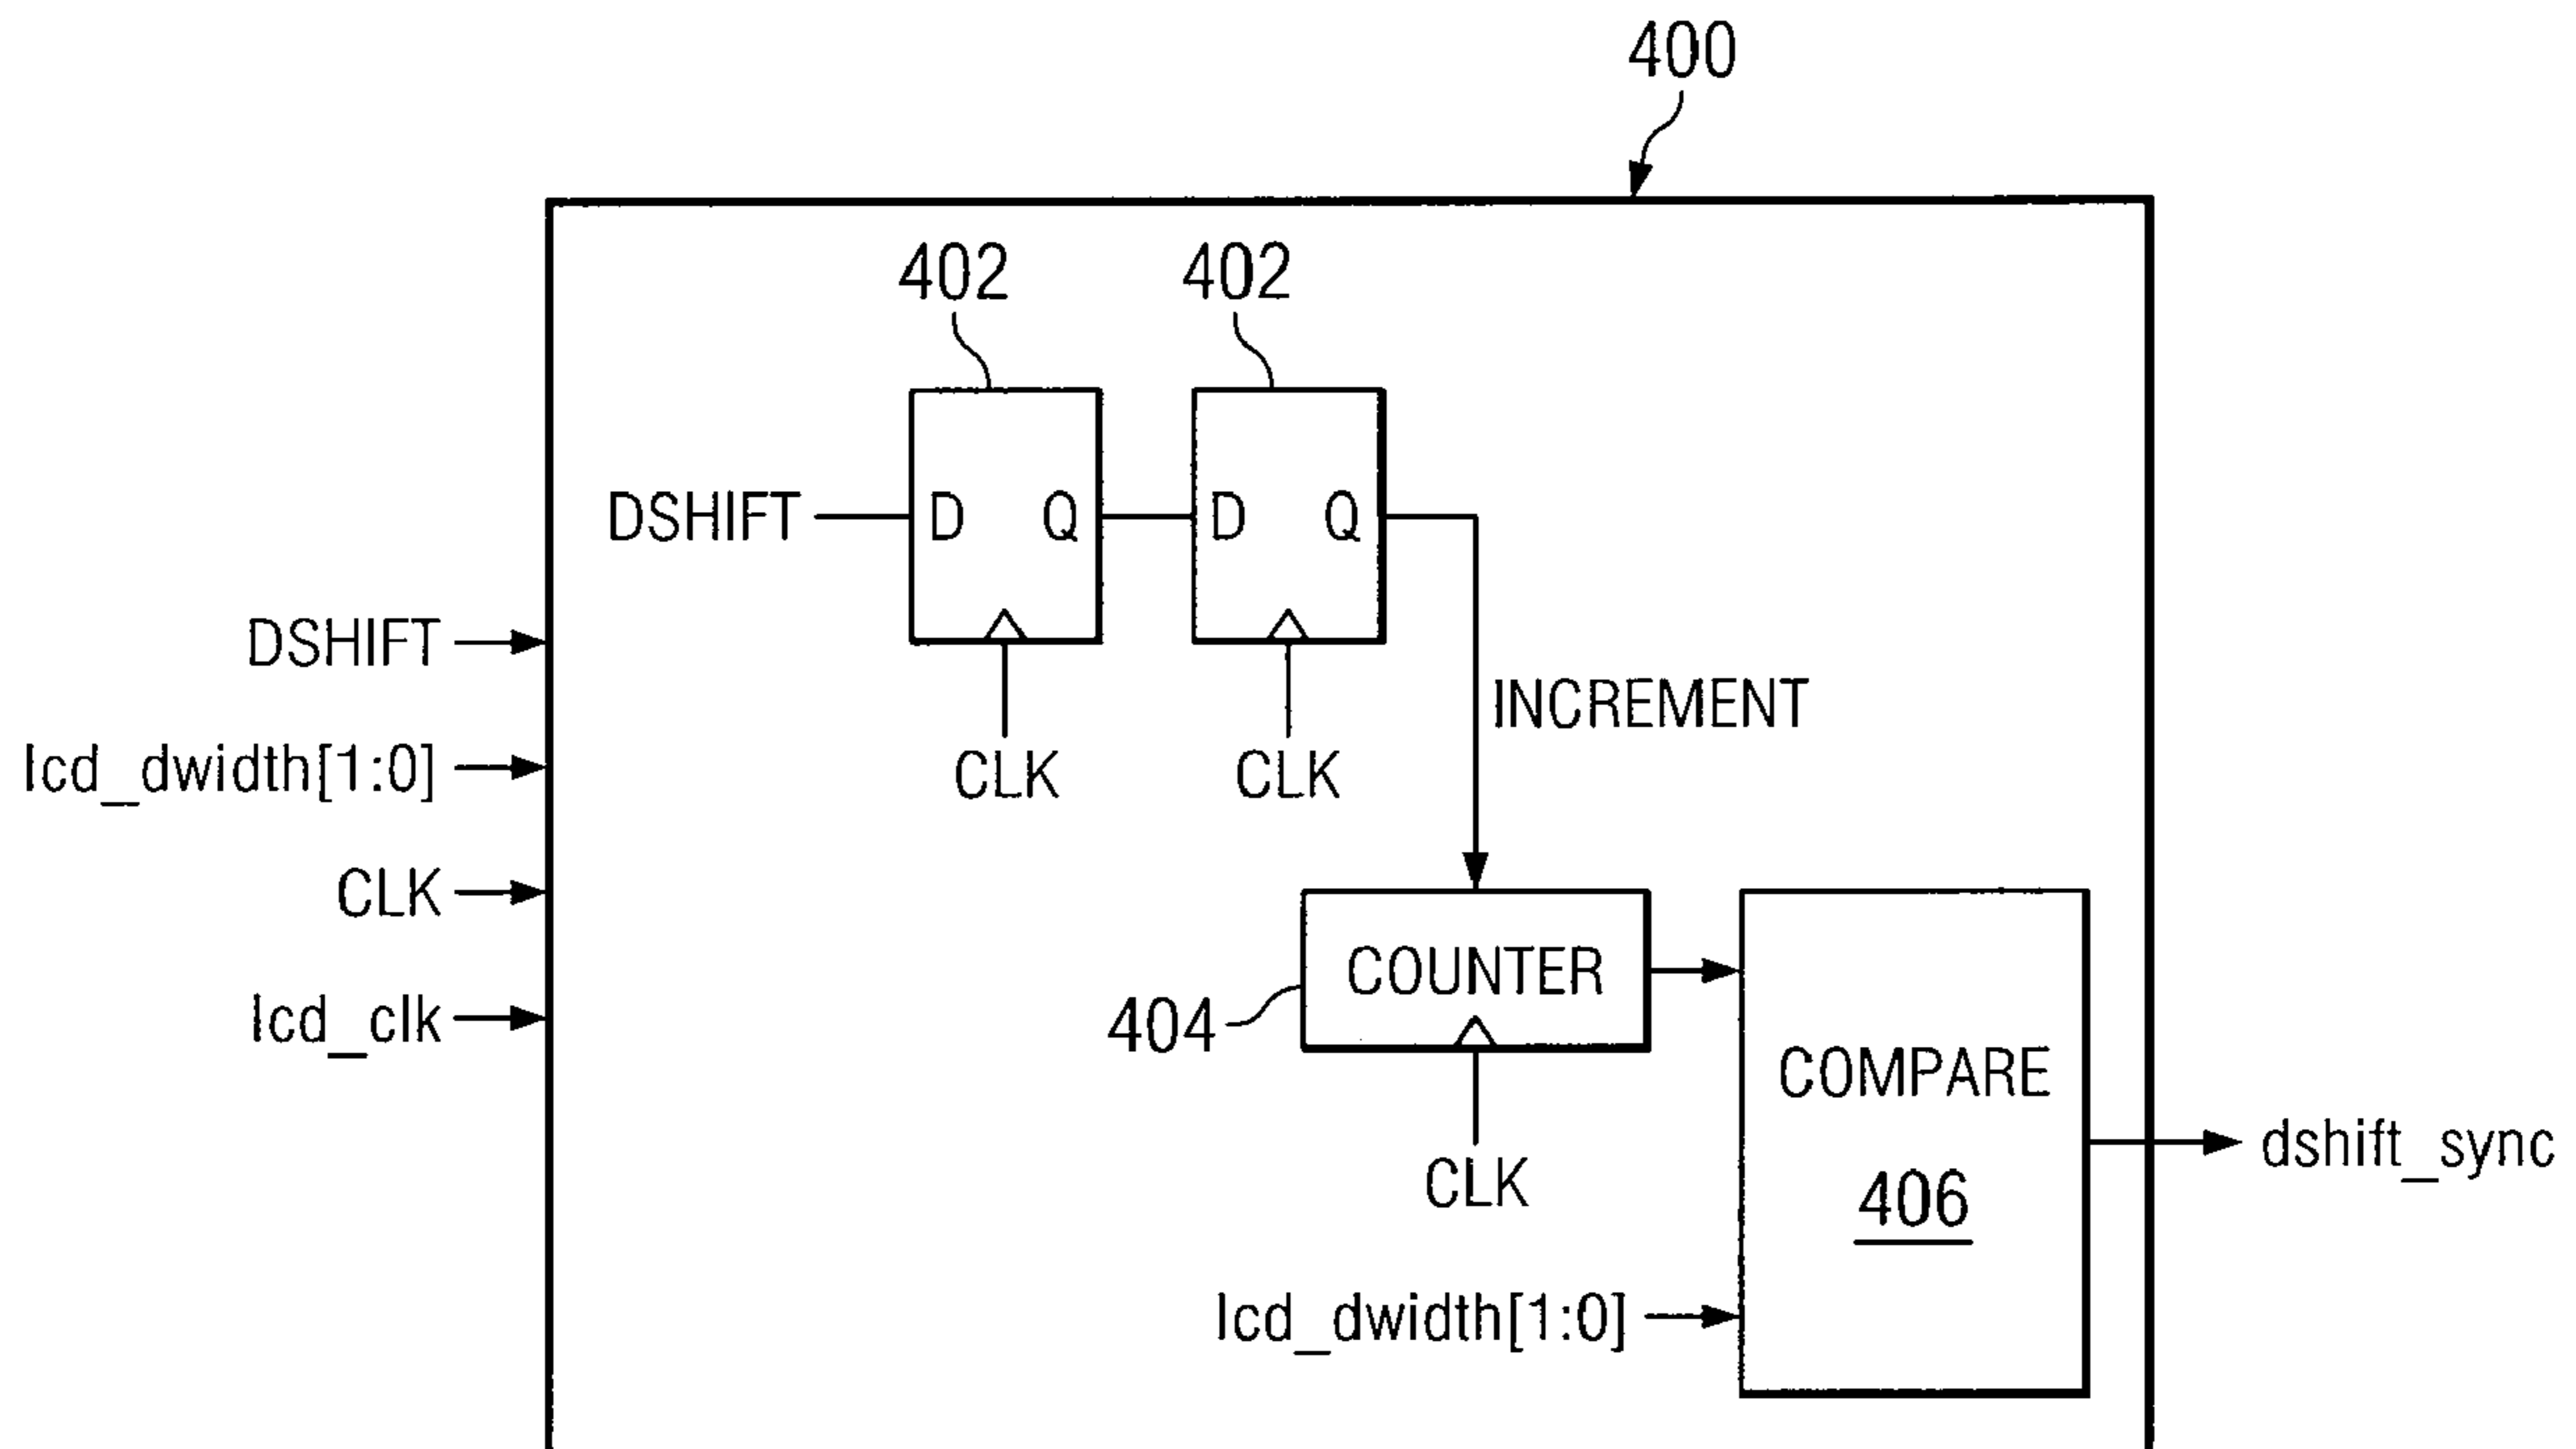 400
402 402
DSHIFT D Q D Q
DSHIFT
INCREMENT
lcd_dwidth[1:0]
CLK CLK
CLK
COUNTER
lcd_clk
404
COMPARE
dshift_sync
CLK
406
lcd_dwidth[1:0]